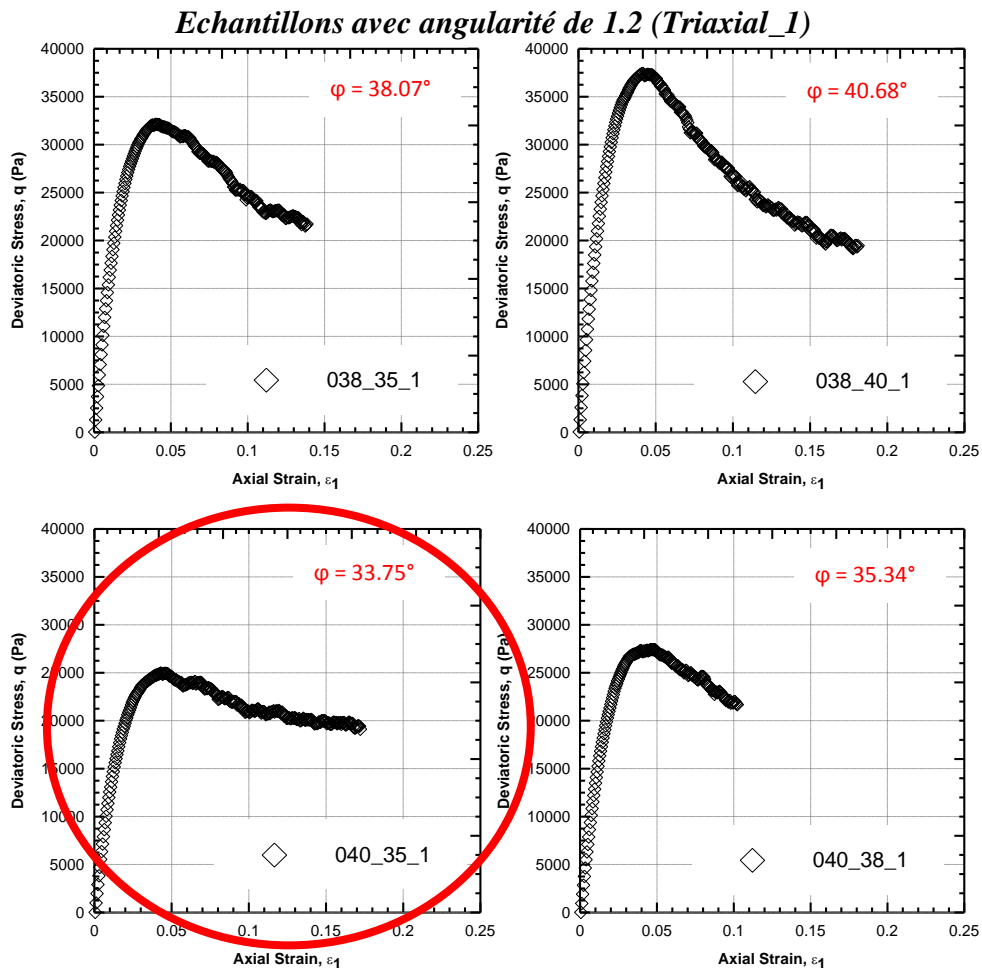 Echantillons avec angularité de 1.2 (Triaxial_1)
40000
35000
30000
25000
20000
15000
10000
5000
0
Deviatoric Stress, q (Pa)
φ = 38.07°
038_35_1
0 0.05 0.1 0.15 0.2 0.25
Axial Strain, ε1
40000
35000
30000
25000
20000
15000
10000
5000
0
Deviatoric Stress, q (Pa)
φ = 40.68°
038_40_1
0 0.05 0.1 0.15 0.2 0.25
Axial Strain, ε1
40000
35000
30000
25000
20000
15000
10000
5000
0
Deviatoric Stress, q (Pa)
φ = 33.75°
040_35_1
0 0.05 0.1 0.15 0.2 0.25
Axial Strain, ε1
40000
35000
30000
25000
20000
15000
10000
5000
0
Deviatoric Stress, q (Pa)
φ = 35.34°
040_38_1
0 0.05 0.1 0.15 0.2 0.25
Axial Strain, ε1